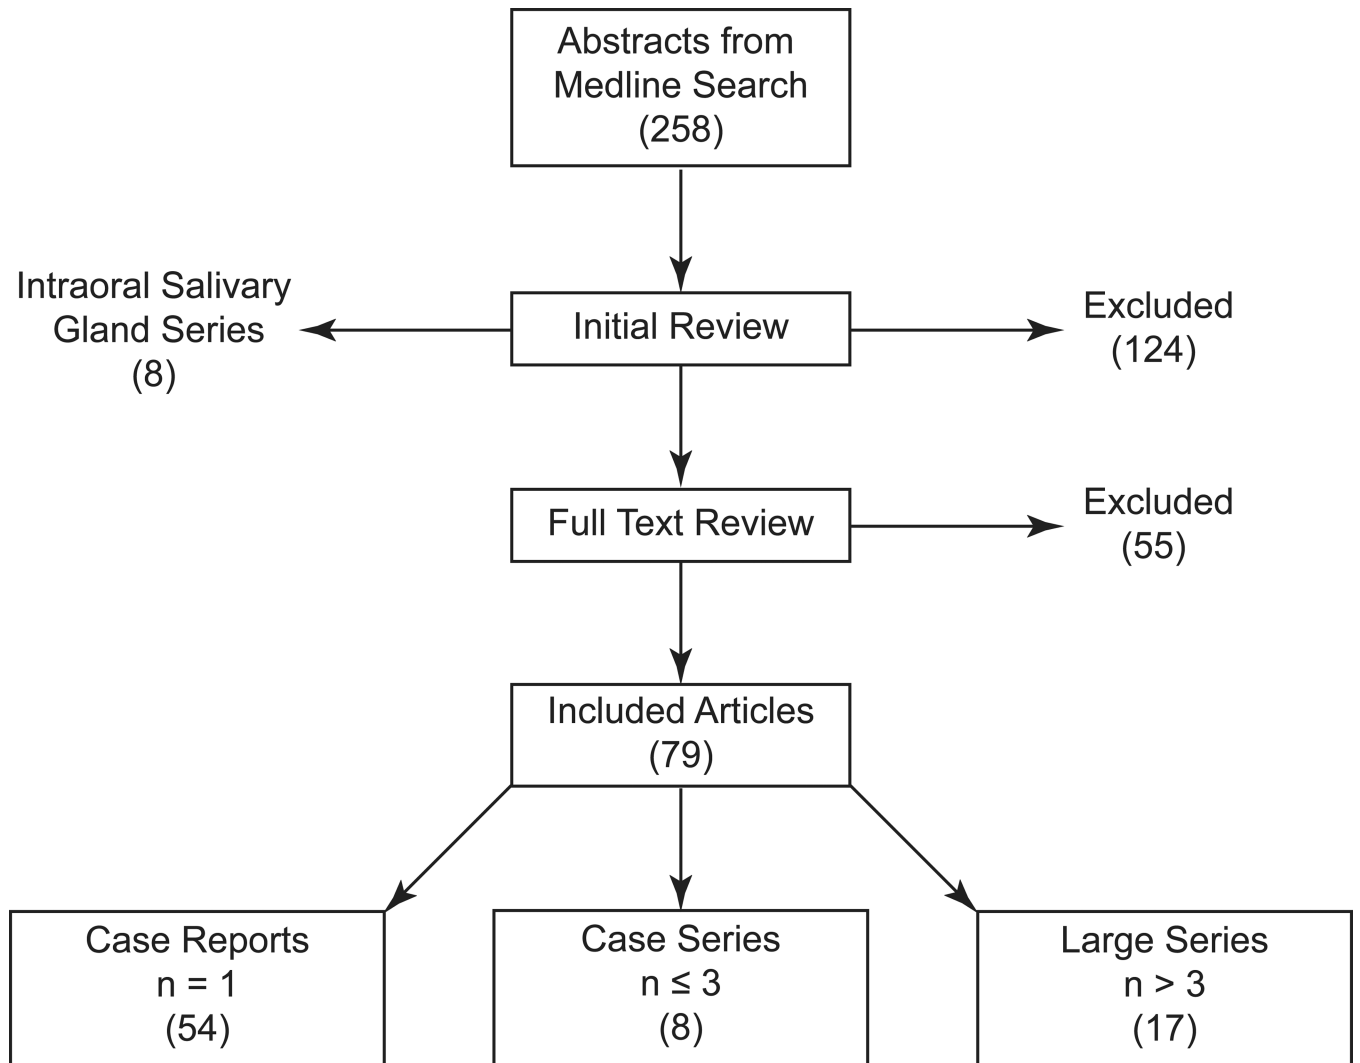 Abstracts from
Medline Search
(258)
Intraoral Salivary
Gland Series
(8)
Initial Review
Excluded
(124)
Full Text Review
Excluded
(55)
Included Articles
(79)
Case Reports
n = 1
(54)
Case Series
n ≤ 3
(8)
Large Series
n > 3
(17)